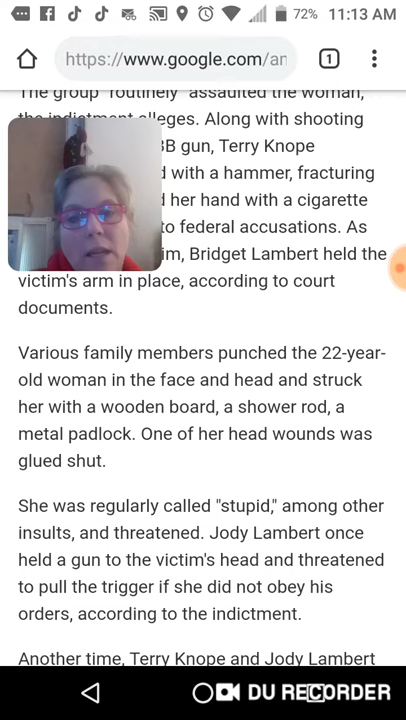 72% 11:13 AM
https://www.google.com/an
1
The group "routinely" assaulted the woman,
the indictment alleges. Along with shooting
BB gun, Terry Knope
d with a hammer, fracturing
d her hand with a cigarette
to federal accusations. As
im, Bridget Lambert held the
victim's arm in place, according to court
documents.
Various family members punched the 22-year-
old woman in the face and head and struck
her with a wooden board, a shower rod, a
metal padlock. One of her head wounds was
glued shut.
She was regularly called "stupid," among other
insults, and threatened. Jody Lambert once
held a gun to the victim's head and threatened
to pull the trigger if she did not obey his
orders, according to the indictment.
Another time, Terry Knope and Jody Lambert
DU RECORDER